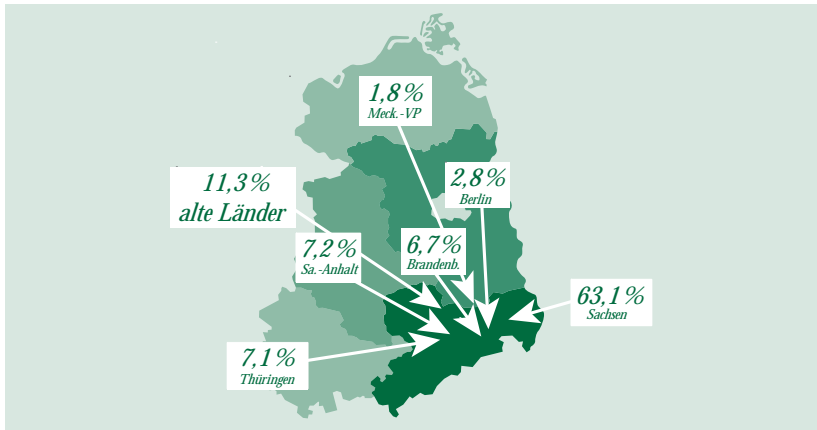 1,8%
Meck.-VP
2,8%
Berlin
11,3%
alte Länder
7,2%
Sa.-Anhalt
6,7%
Brandenb.
63,1%
Sachsen
7,1%
Thüringen